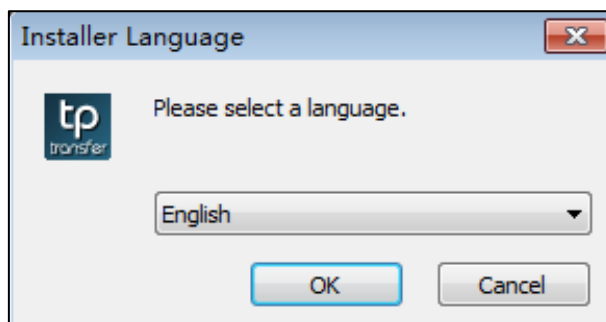 Installer Language
tp
transfer
Please select a language.
English
OK
Cancel